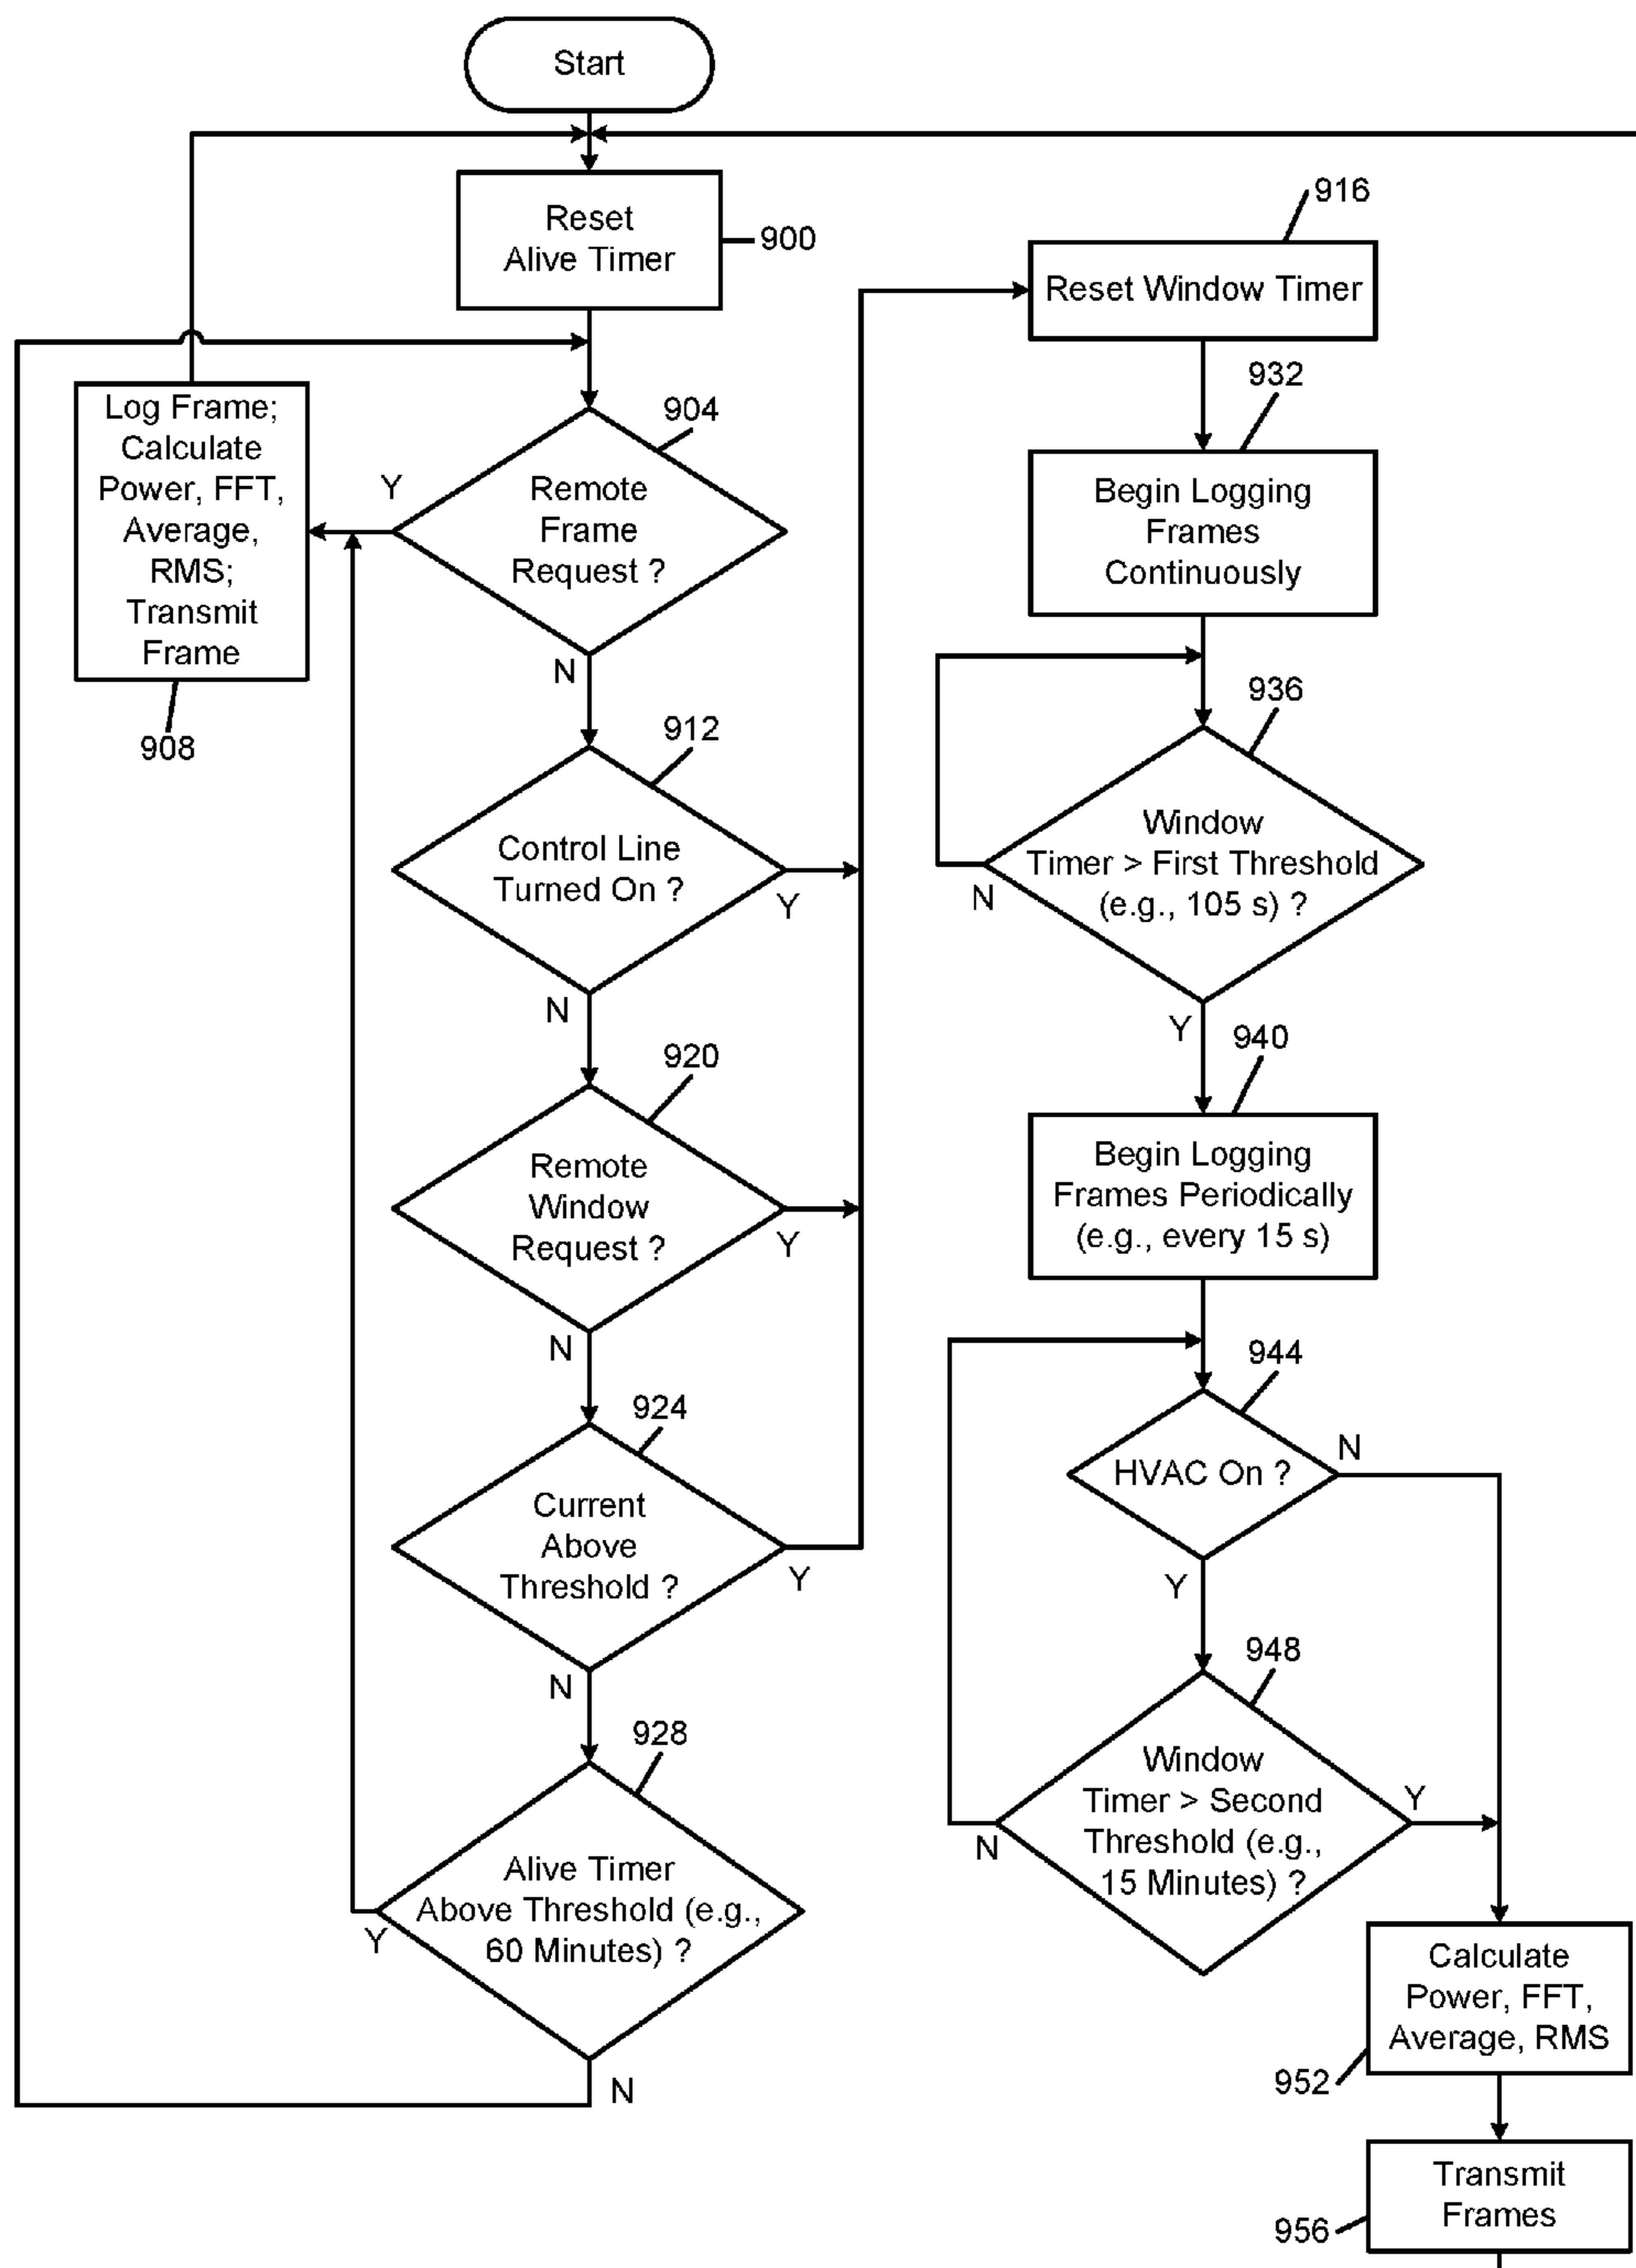 Start
Reset
Alive Timer
900
Log Frame;
Calculate
Power, FFT,
Average,
RMS;
Transmit
Frame
908
904
Remote
Frame
Request ?
Y
N
912
Control Line
Turned On ?
Y
N
920
Remote
Window
Request ?
Y
N
924
Current
Above
Threshold ?
Y
N
928
Alive Timer
Above Threshold (e.g.,
60 Minutes) ?
Y
N
916
Reset Window Timer
932
Begin Logging
Frames
Continuously
936
Window
Timer > First Threshold
(e.g., 105 s) ?
N
Y
940
Begin Logging
Frames Periodically
(e.g., every 15 s)
944
HVAC On ?
N
Y
948
Window
Timer > Second
Threshold (e.g.,
15 Minutes) ?
Y
N
Calculate
Power, FFT,
Average, RMS
952
Transmit
Frames
956